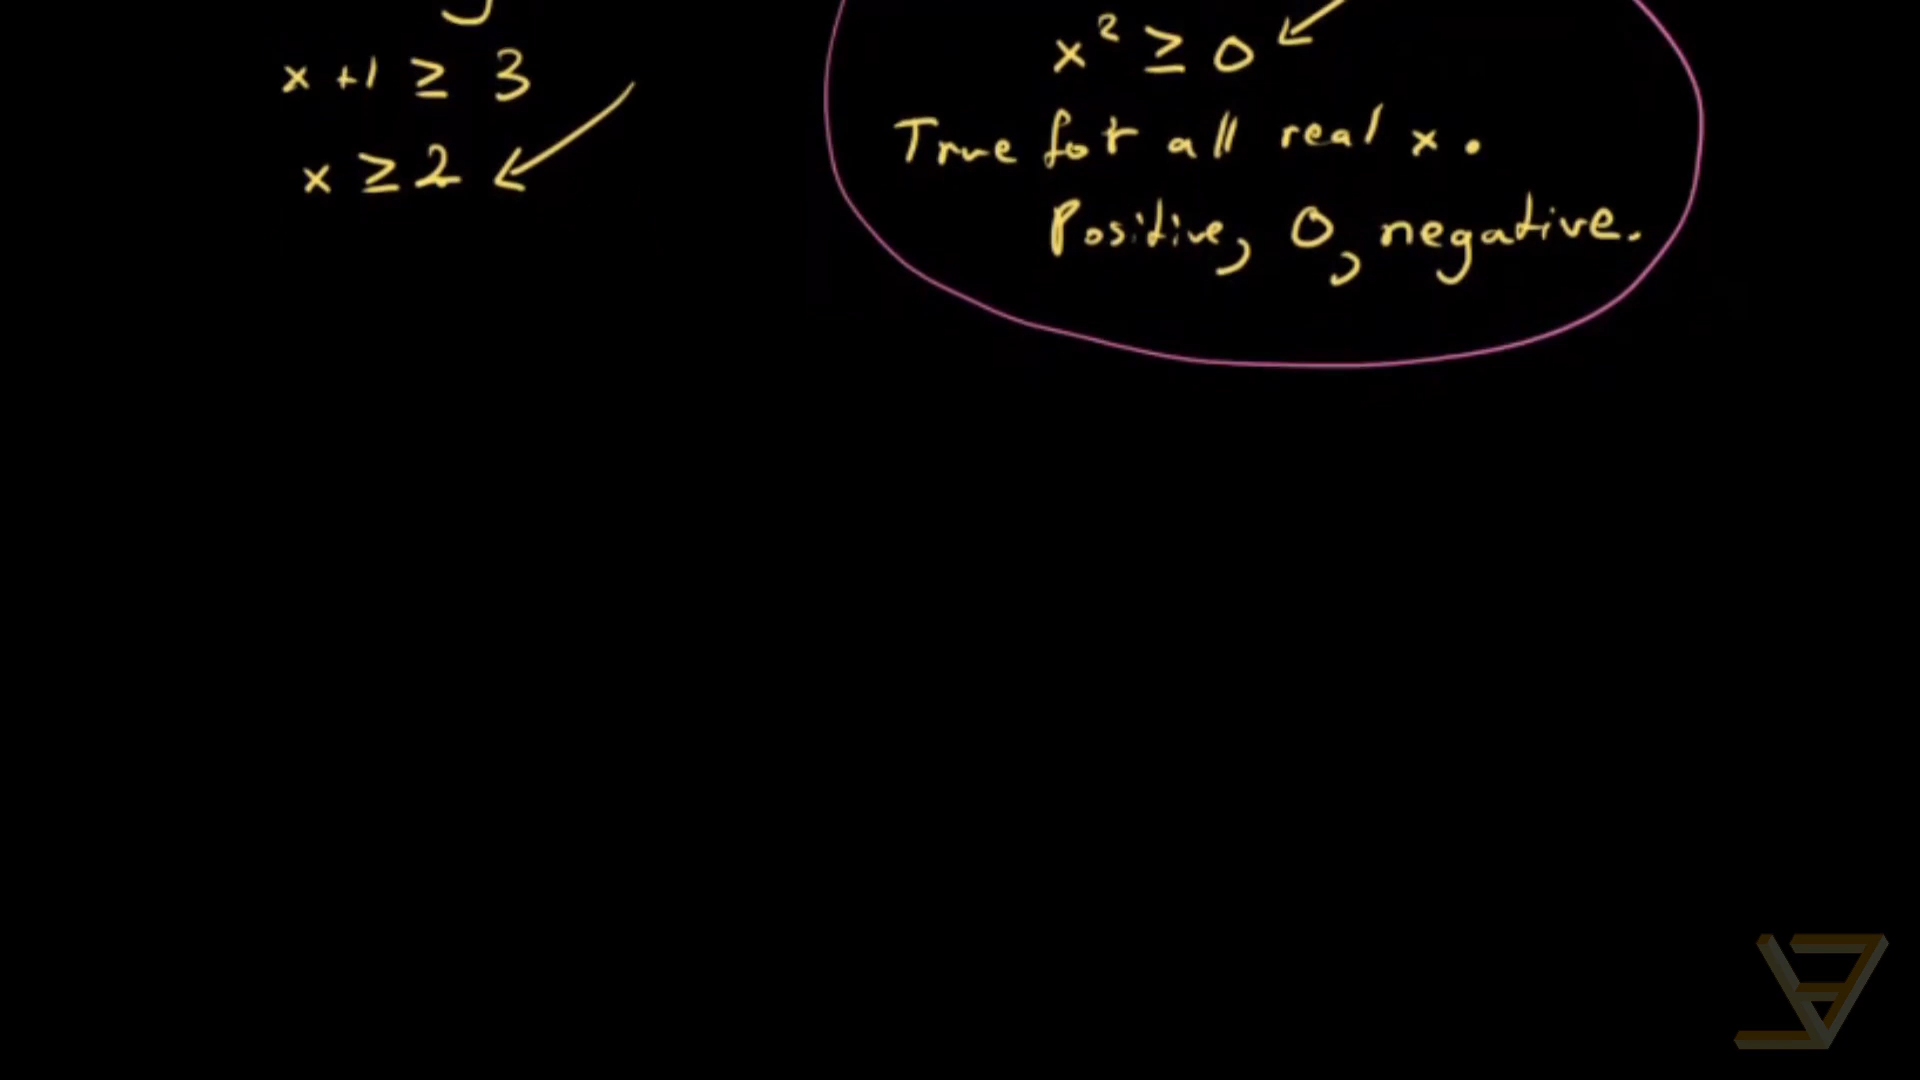 x + 1 ≥ 3
x ≥ 2
x² ≥ 0
True for all real x.
Positive, 0, negative.